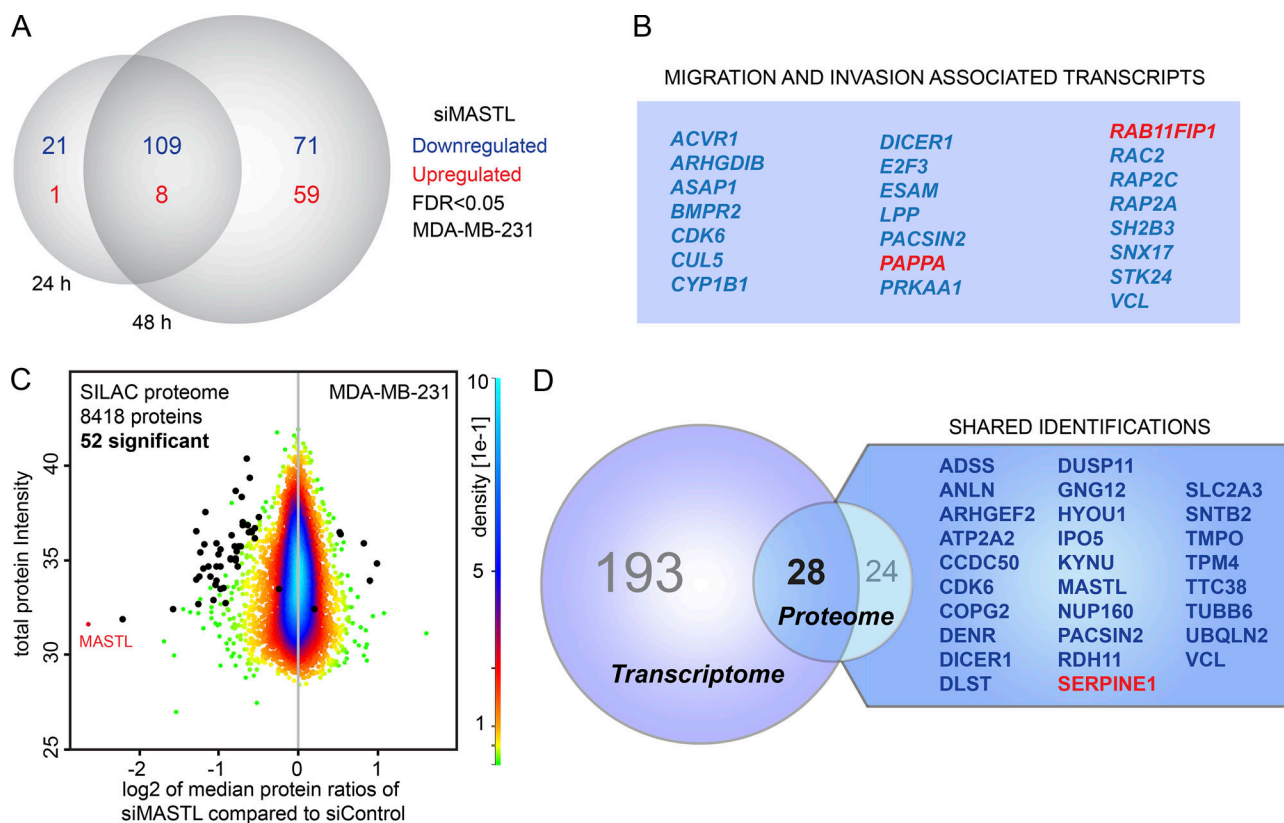 A
21
109
71
1
8
59
24 h
48 h
siMASTL
Downregulated
Upregulated
FDR<0.05
MDA-MB-231
B
MIGRATION AND INVASION ASSOCIATED TRANSCRIPTS
ACVR1
ARHGDIB
ASAP1
BMPR2
CDK6
CUL5
CYP1B1
DICER1
E2F3
ESAM
LPP
PACSIN2
PAPPA
PRKAA1
RAB11FIP1
RAC2
RAP2C
RAP2A
SH2B3
SNX17
STK24
VCL
C
SILAC proteome
8418 proteins
52 significant
MDA-MB-231
MASTL
total protein Intensity
40
35
30
25
-2
-1
0
1
log2 of median protein ratios of
siMASTL compared to siControl
density [1e-1]
10
5
1
D
193
28
24
Proteome
Transcriptome
SHARED IDENTIFICATIONS
ADSS
ANLN
ARHGEF2
ATP2A2
CCDC50
CDK6
COPG2
DENR
DICER1
DLST
DUSP11
GNG12
HYOU1
IPO5
KYNU
MASTL
NUP160
PACSIN2
RDH11
SERPINE1
SLC2A3
SNTB2
TMPO
TPM4
TTC38
TUBB6
UBQLN2
VCL